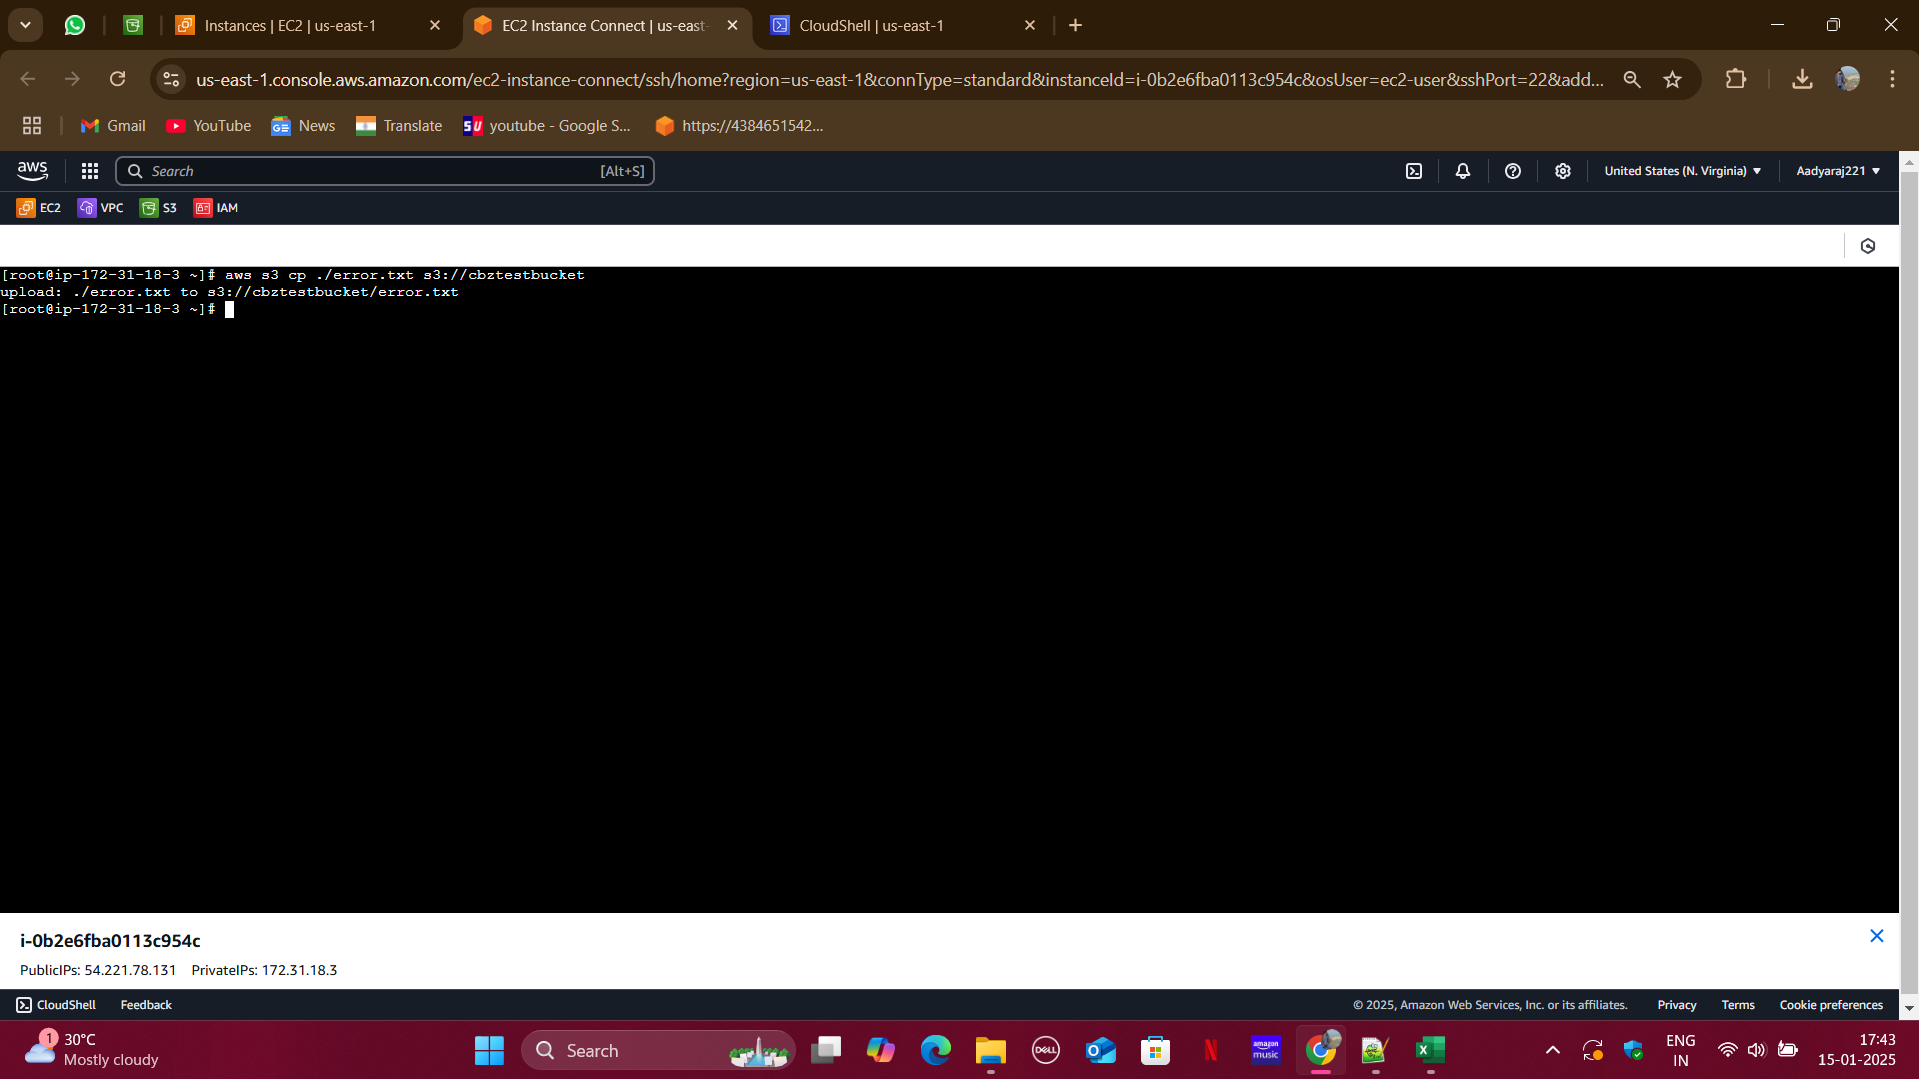 Instances | EC2 | us-east-1
EC2 Instance Connect | us-east-
CloudShell | us-east-1
us-east-1.console.aws.amazon.com/ec2-instance-connect/ssh/home?region=us-east-1&connType=standard&instanceId=i-0b2e6fba0113c954c&osUser=ec2-user&sshPort=22&add...
Gmail
YouTube
GE
News
Translate
SU
youtube - Google S...
https://4384651542...
aws
Search
[Alt+S]
United States (N. Virginia)
Aadyaraj221
EC2
VPC
S3
IAM
[root@ip-172-31-18-3 ~]# aws s3 cp ./error.txt s3://cbztestbucket
upload: ./error.txt to s3://cbztestbucket/error.txt
[root@ip-172-31-18-3 ~]#
i-0b2e6fba0113c954c
PublicIPs: 54.221.78.131 PrivateIPs: 172.31.18.3
CloudShell
Feedback
© 2025, Amazon Web Services, Inc. or its affiliates.
Privacy
Terms
Cookie preferences
1
30°C
Mostly cloudy
Search
DELL
amazon music
ENG
IN
17:43
15-01-2025